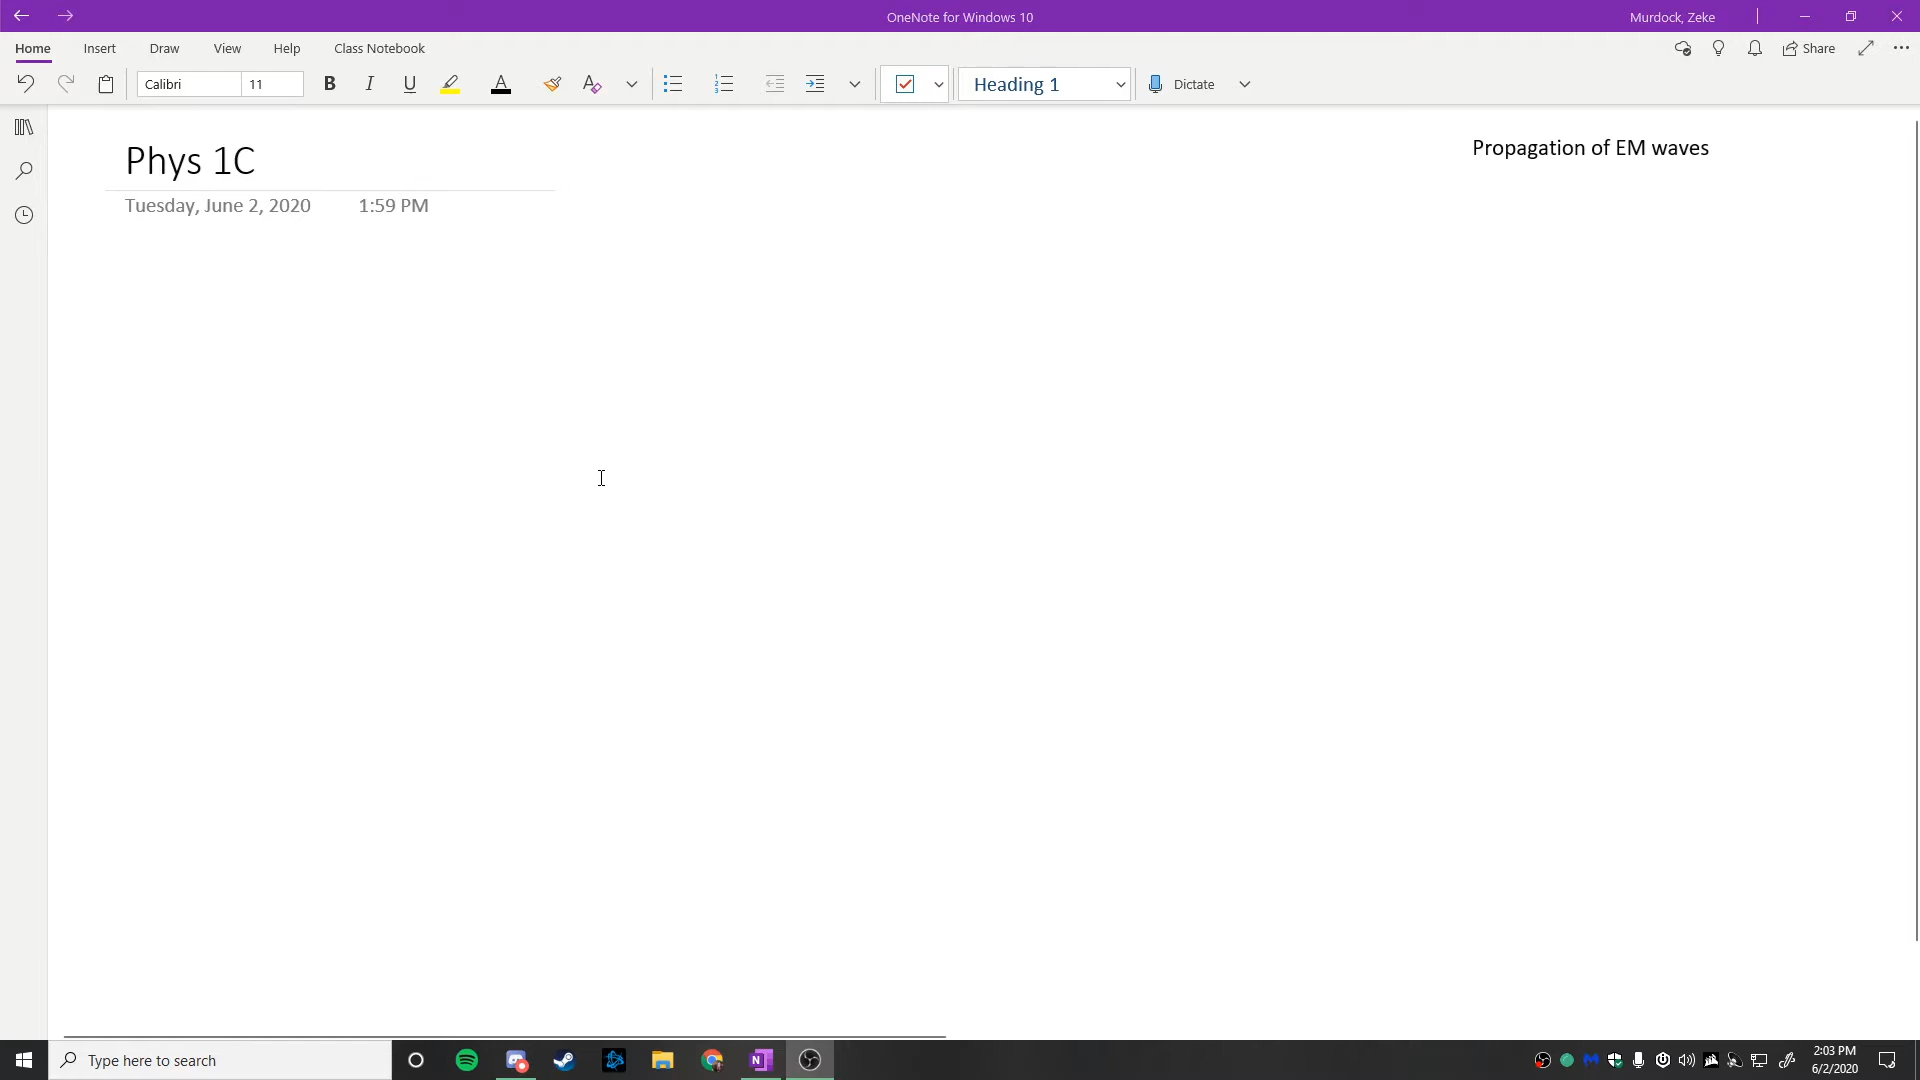 OneNote for Windows 10
Murdock, Zeke
Home Insert Draw View Help Class Notebook
Share
Calibri 11 B I U A A Heading 1 Dictate
Phys 1C
Propagation of EM waves
Tuesday, June 2, 2020 1:59 PM
Type here to search
2:03 PM
6/2/2020